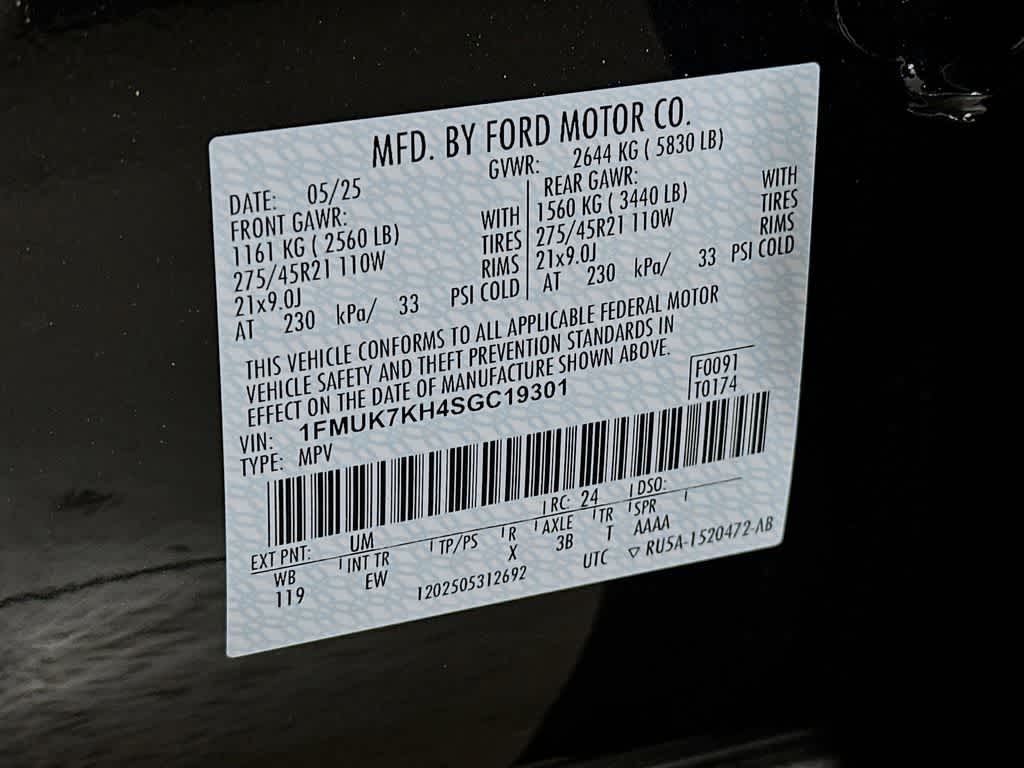 MFD. BY FORD MOTOR CO.
DATE: 05/25 GVWR: 2644 KG ( 5830 LB)
FRONT GAWR: REAR GAWR:
1161 KG ( 2560 LB) WITH 1560 KG ( 3440 LB) WITH
275/45R21 110W TIRES 275/45R21 110W TIRES
21x9.0J RIMS 21x9.0J RIMS
AT 230 kPa/ 33 PSI COLD AT 230 kPa/ 33 PSI COLD
THIS VEHICLE CONFORMS TO ALL APPLICABLE FEDERAL MOTOR
VEHICLE SAFETY AND THEFT PREVENTION STANDARDS IN
EFFECT ON THE DATE OF MANUFACTURE SHOWN ABOVE.
VIN: 1FMUK7KH4SGC19301 F0091
TYPE: MPV T0174
EXT PNT: UM RC: 24 DSO:
WB INT TR TP/PS R AXLE TR SPR
119 EW X 3B T AAAA
1202505312692 UTC ▽ RU5A-1520472-AB